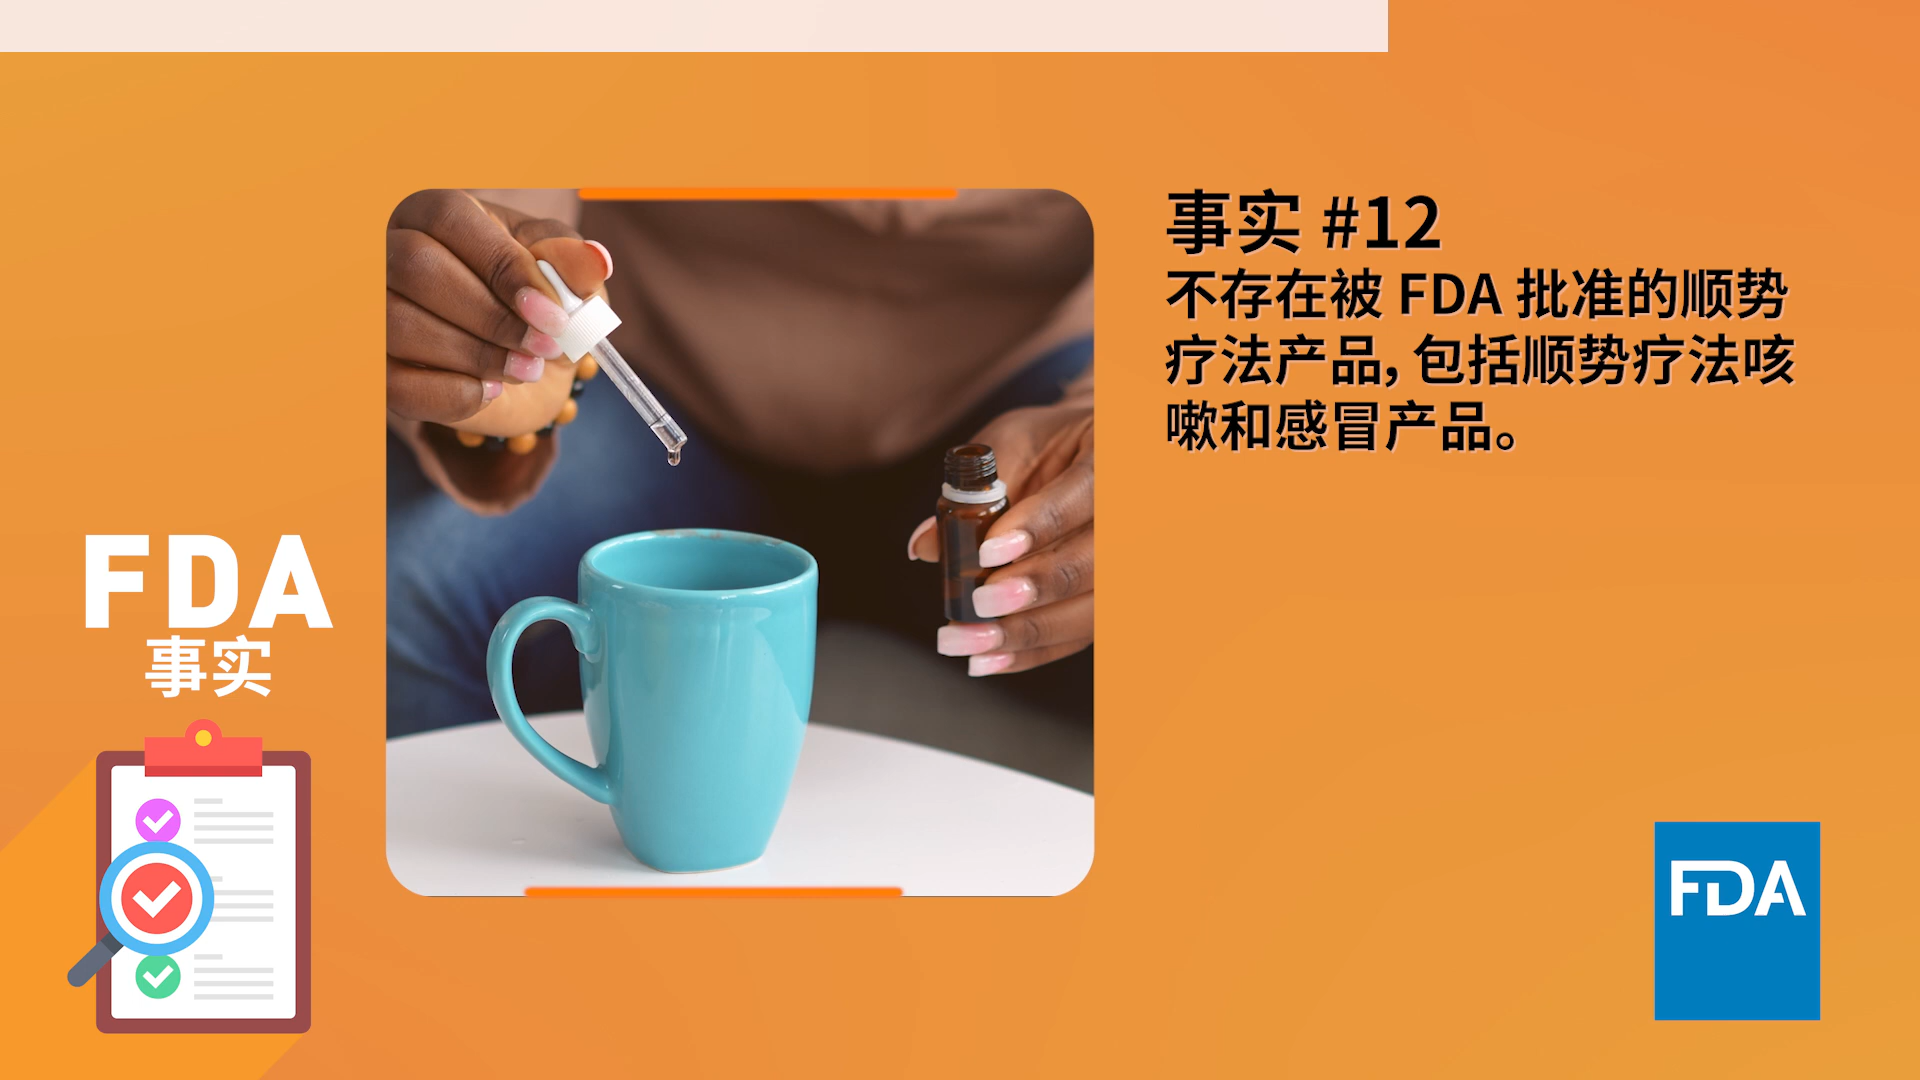 事实 #12
不存在被 FDA 批准的顺势
疗法产品，包括顺势疗法咳
嗽和感冒产品。
FDA
事实
FDA